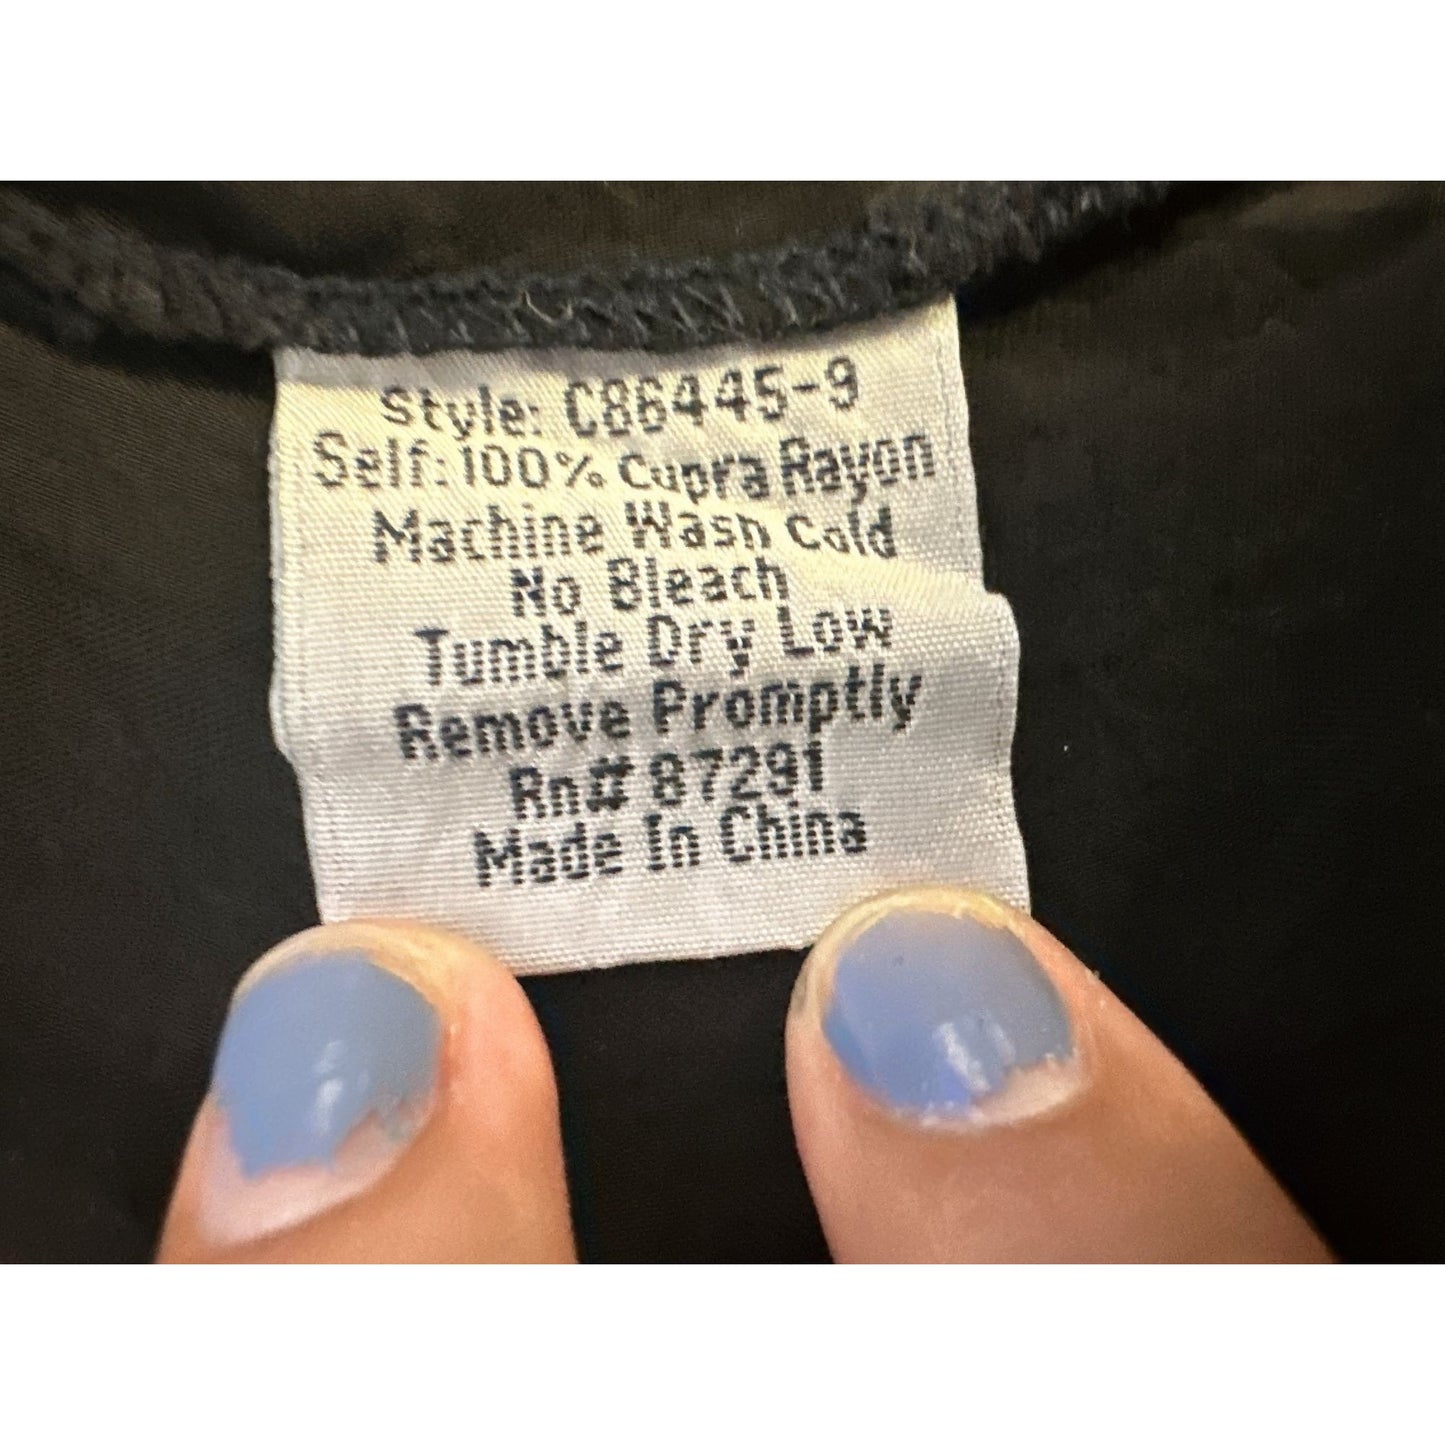 Style: C86445-9
Self: 100% Cupra Rayon
Machine Wash Cold
No Bleach
Tumble Dry Low
Remove Promptly
Rn# 87291
Made In China